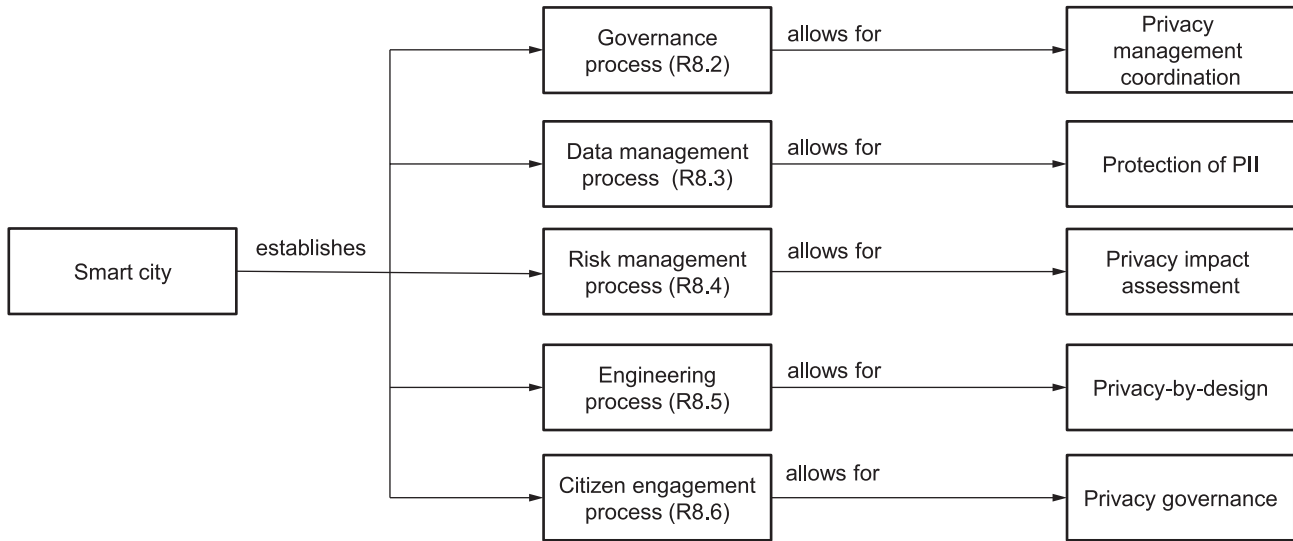 Governance
process (R8.2)
allows for
Privacy
management
coordination
Data management
process (R8.3)
allows for
Protection of PII
Smart city
establishes
Risk management
process (R8.4)
allows for
Privacy impact
assessment
Engineering
process (R8.5)
allows for
Privacy-by-design
Citizen engagement
process (R8.6)
allows for
Privacy governance